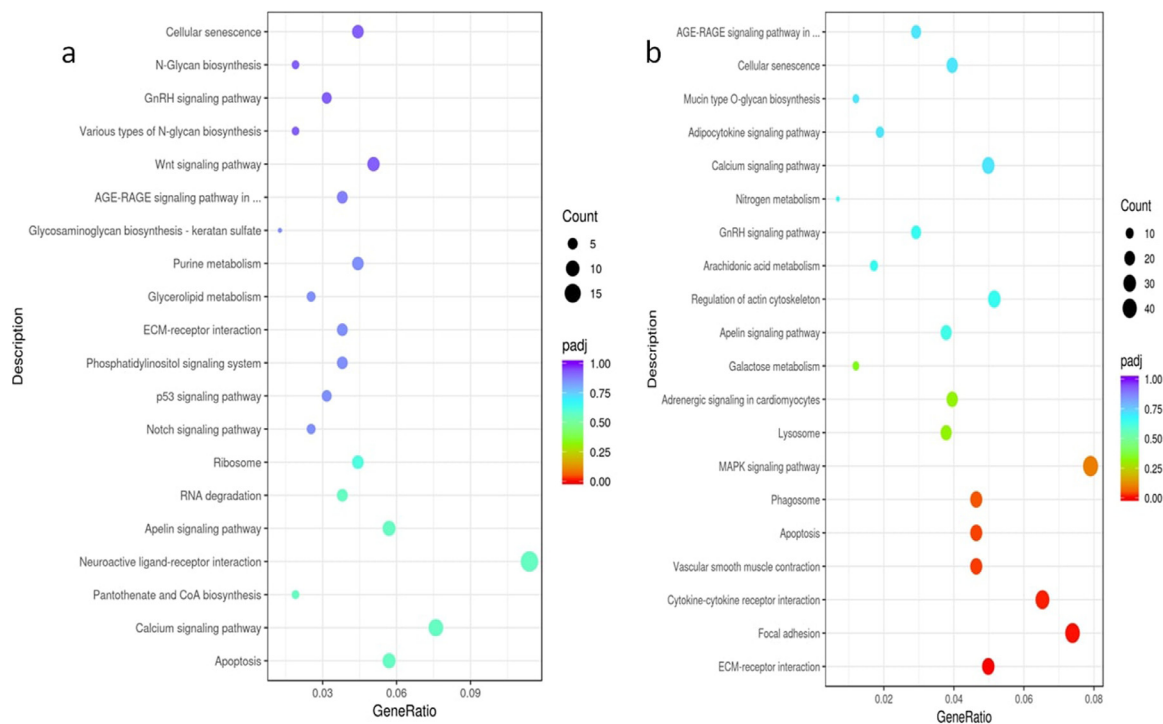 a
Cellular senescence
N-Glycan biosynthesis
GnRH signaling pathway
Various types of N-glycan biosynthesis
Wnt signaling pathway
AGE-RAGE signaling pathway in ...
Glycosaminoglycan biosynthesis - keratan sulfate
Purine metabolism
Glycerolipid metabolism
ECM-receptor interaction
Phosphatidylinositol signaling system
p53 signaling pathway
Notch signaling pathway
Ribosome
RNA degradation
Apelin signaling pathway
Neuroactive ligand-receptor interaction
Pantothenate and CoA biosynthesis
Calcium signaling pathway
Apoptosis
Description
0.03 0.06 0.09
GeneRatio
Count
5
10
15
padj
1.00
0.75
0.50
0.25
0.00
b
AGE-RAGE signaling pathway in ...
Cellular senescence
Mucin type O-glycan biosynthesis
Adipocytokine signaling pathway
Calcium signaling pathway
Nitrogen metabolism
GnRH signaling pathway
Arachidonic acid metabolism
Regulation of actin cytoskeleton
Apelin signaling pathway
Galactose metabolism
Adrenergic signaling in cardiomyocytes
Lysosome
MAPK signaling pathway
Phagosome
Apoptosis
Vascular smooth muscle contraction
Cytokine-cytokine receptor interaction
Focal adhesion
ECM-receptor interaction
Description
0.02 0.04 0.06 0.08
GeneRatio
Count
10
20
30
40
padj
1.00
0.75
0.50
0.25
0.00